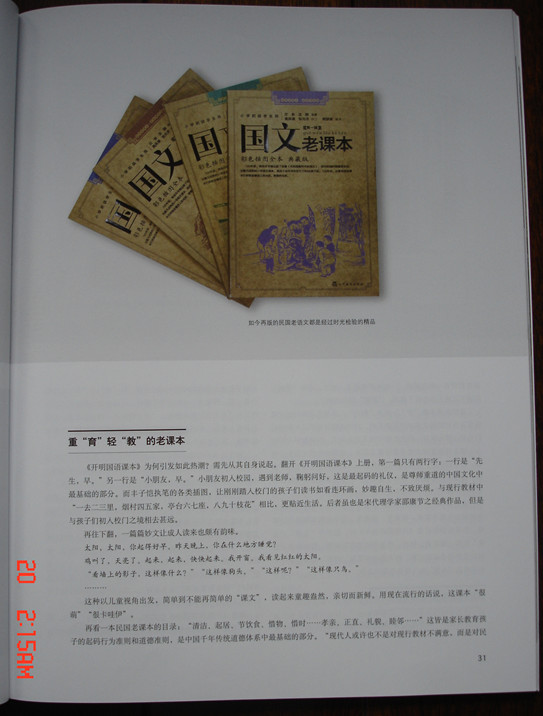 国
国文
国文
国文
老课本
彩色插图全本 典藏版
如今再版的民国老语文都是经过时光检验的精品
重“育”轻“教”的老课本
《开明国语课本》为何引发如此热潮?需先从其自身说起。翻开《开明国语课本》上册,第一篇只有两行字:一行是“先
生,早。”另一行是“小朋友,早。”小朋友初入校园,遇到老师,鞠躬问好,这是最起码的礼仪,是尊师重道的中国文化中
最基础的部分。而丰子恺执笔的各类插图,让刚刚踏入校门的孩子们读书如看连环画,妙趣自生,不致厌烦。与现行教材中
“一去二三里,烟村四五家,亭台六七座,八九十枝花”相比,更贴近生活。后者虽也是宋代理学家邵康节之经典作品,但是
与孩子们初入校门之境相去甚远。
再往下翻,一篇篇妙文让成人读来也颇有韵味。
太阳,太阳,你起得好早。昨天晚上,你在什么地方睡觉?
鸡叫了,天亮了。起来,起来,快快起来。我开窗,我看见红红的太阳。
“看墙上的影子,这样像什么?”“这样像狗头。”“这样呢?”“这样像只鸟。”
………
这种以儿童视角出发,简单到不能再简单的“课文”,读起来童趣盎然,亲切而新鲜。用现在流行的话说,这课本“很
萌”“很卡哇伊”。
再看一本民国老课本的目录:“清洁、起居、节饮食、惜物、惜时……孝亲、正直、礼貌、睦邻……”这皆是家长教育孩
子的起码行为准则和道德准则,是中国千年传统道德体系中最基础的部分。“现代人或许也不是对现行教材不满意,而是对民
31
20 2:15AM